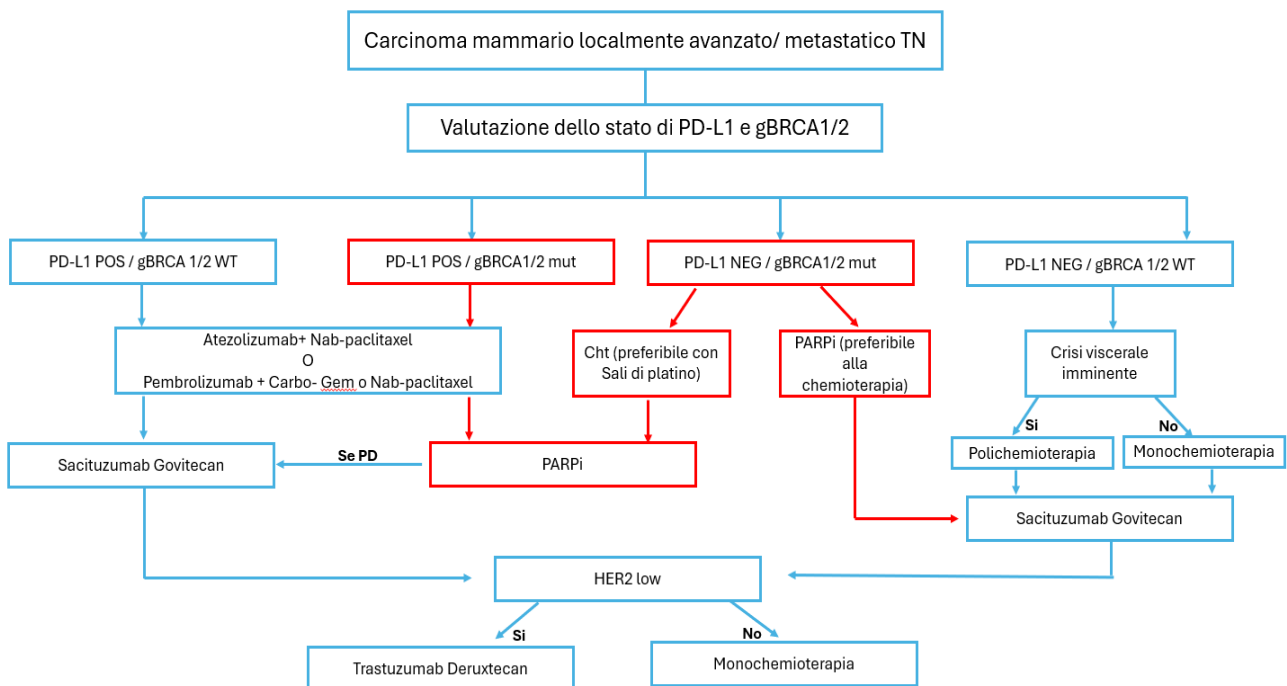 Carcinoma mammario localmente avanzato/ metastatico TN
Valutazione dello stato di PD-L1 e gBRCA1/2
PD-L1 POS / gBRCA 1/2 WT
PD-L1 POS / gBRCA1/2 mut
PD-L1 NEG / gBRCA1/2 mut
PD-L1 NEG / gBRCA 1/2 WT
Atezolizumab+ Nab-paclitaxel
O
Pembrolizumab + Carbo- Gem o Nab-paclitaxel
Cht (preferibile con
Sali di platino)
PARPi (preferibile
alla
chemioterapia)
Crisi viscerale
imminente
Si
No
Sacituzumab Govitecan
Se PD
PARPi
Polichemioterapia
Monochemioterapia
Sacituzumab Govitecan
HER2 low
Si
No
Trastuzumab Deruxtecan
Monochemioterapia